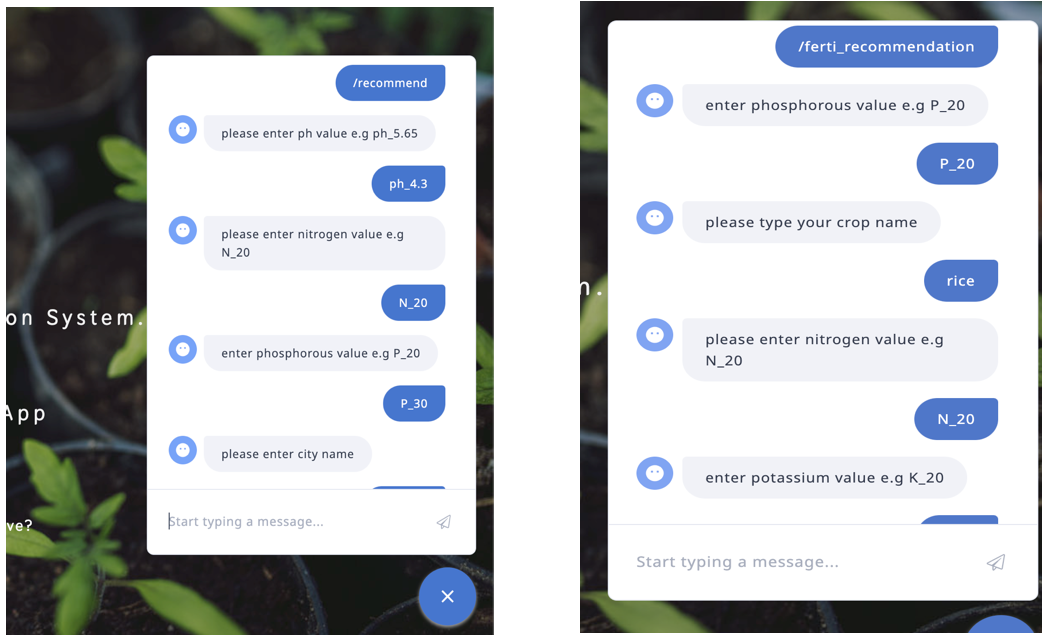 /recommend
please enter ph value e.g ph_5.65
ph_4.3
please enter nitrogen value e.g
N_20
N_20
on System.
enter phosphorous value e.g P_20
P_30
App
please enter city name
Start typing a message...
ve?
/ferti_recommendation
enter phosphorous value e.g P_20
P_20
please type your crop name
rice
n.
please enter nitrogen value e.g
N_20
N_20
enter potassium value e.g K_20
Start typing a message...